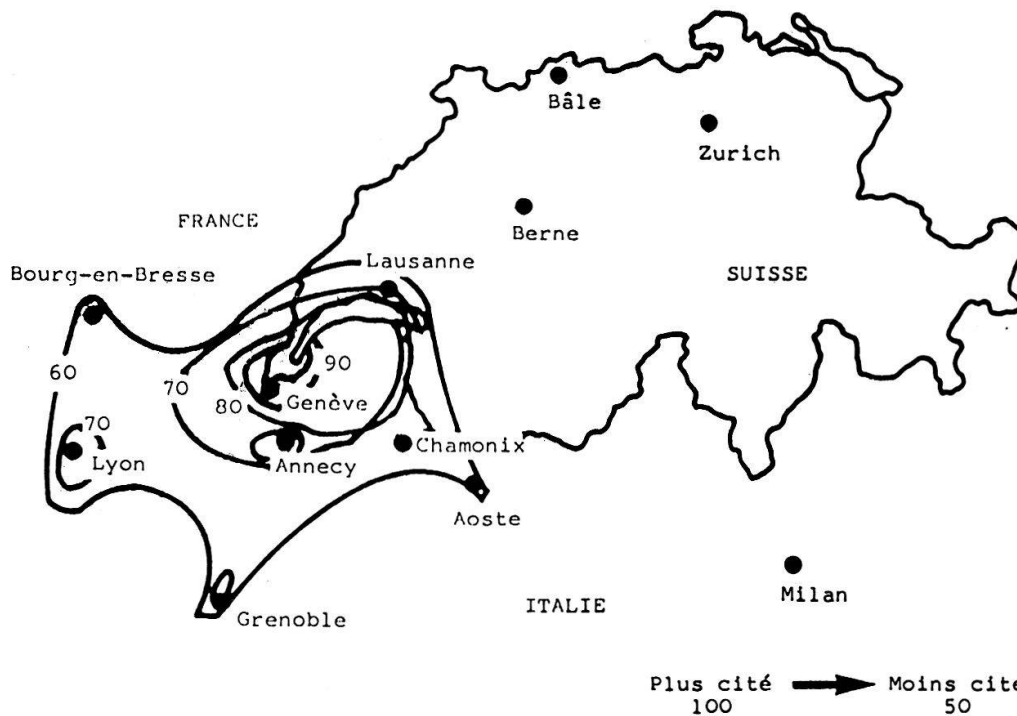 Bâle
Zurich
FRANCE
Berne
Lausanne
Bourg-en-Bresse
SUISSE
60
70
90
80
Genève
70
Lyon
Annecy
Chamonix
Aoste
Milan
ITALIE
Grenoble
Plus cité Moins cité
100 50